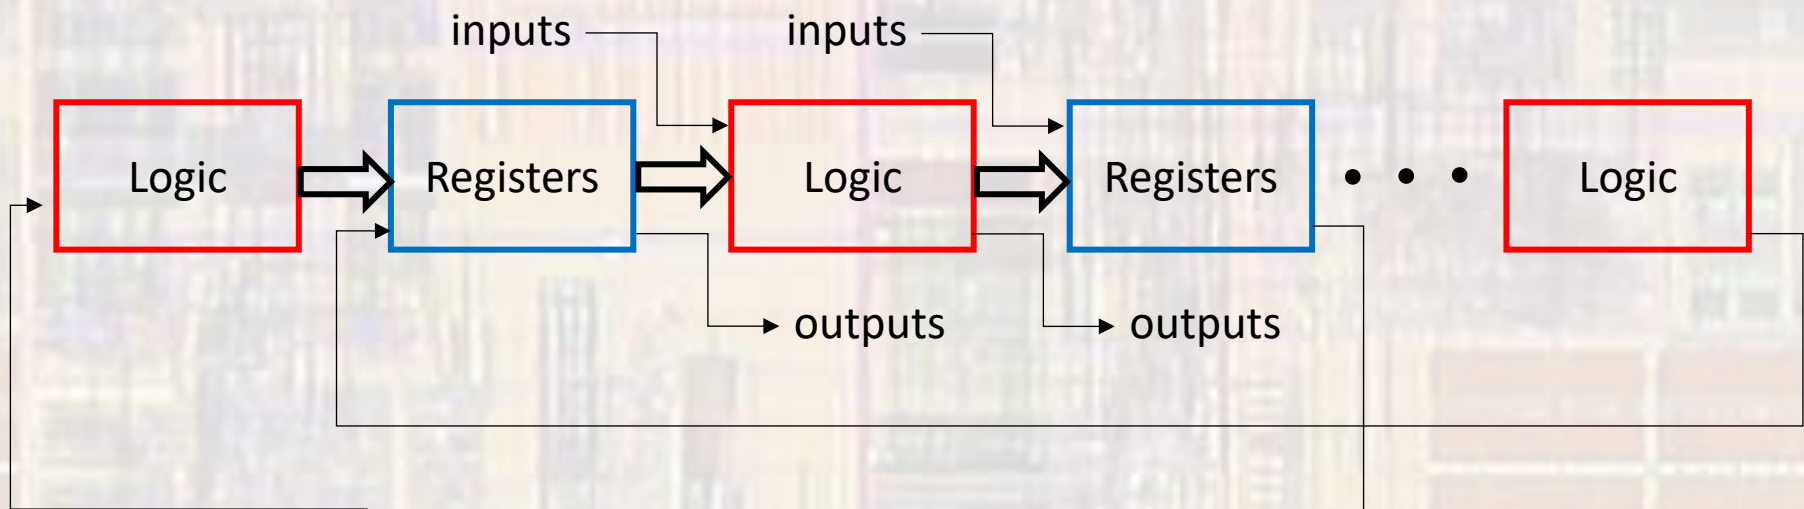 inputs
inputs
Logic
Registers
Logic
Registers
Logic
outputs
outputs